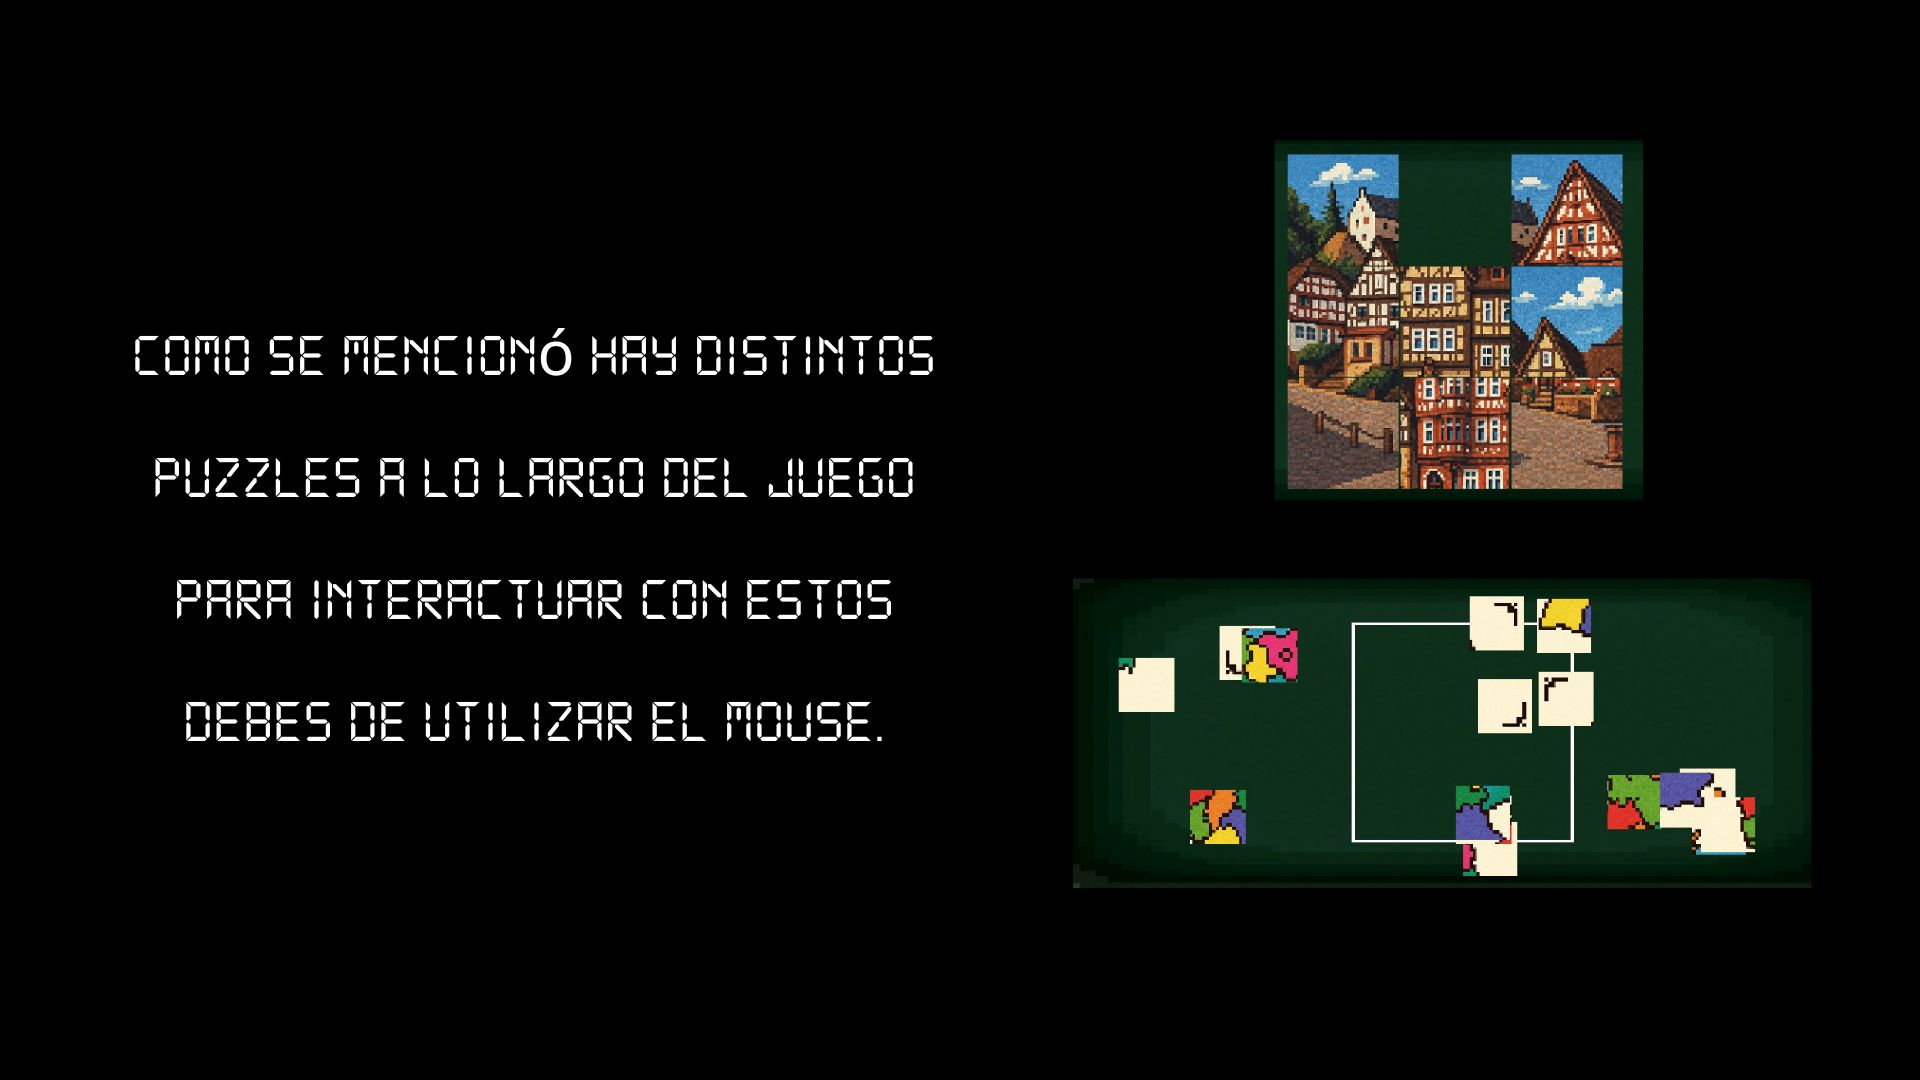 COMO SE MENCIONÓ HAY DISTINTOS
PUZZLES A LO LARGO DEL JUEGO
PARA INTERACTUAR CON ESTOS
DEBES DE UTILIZAR EL MOUSE.